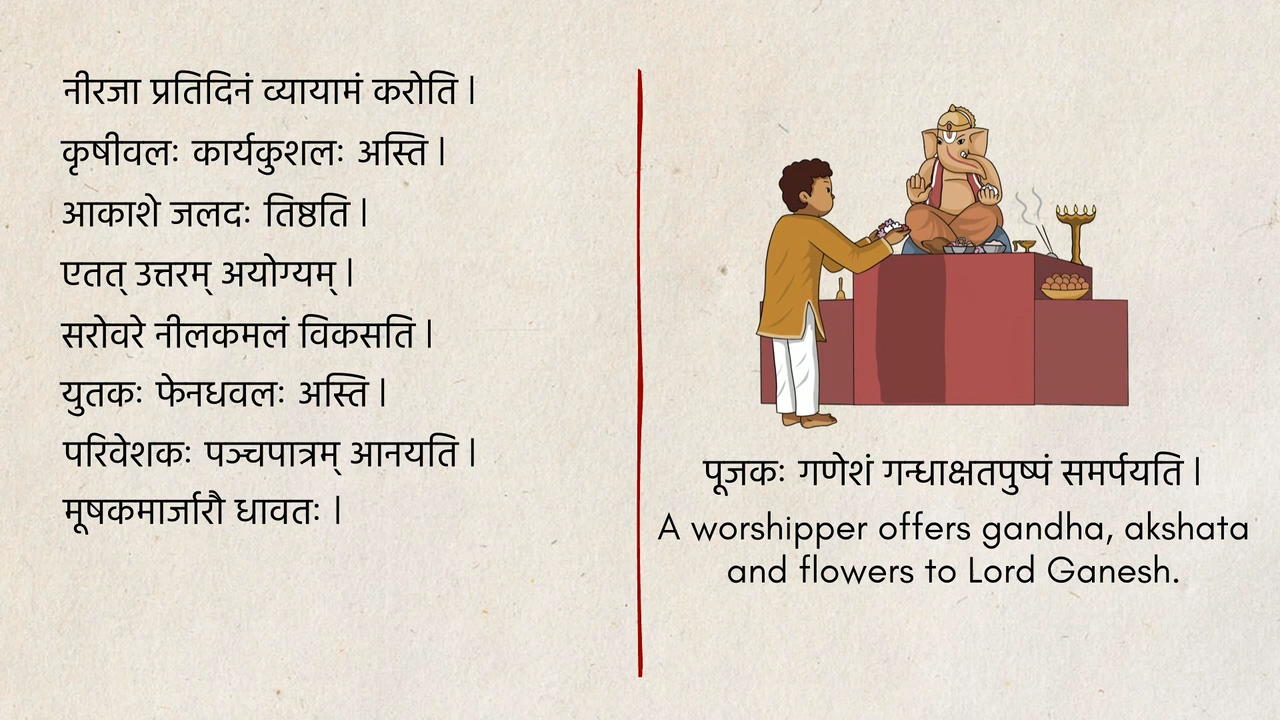 नीरजा प्रतिदिनं व्यायामं करोति |
कृषीवलः कार्यकुशलः अस्ति |
आकाशे जलदः तिष्ठति |
एतत् उत्तरम् अयोग्यम् |
सरोवरे नीलकमलं विकसति |
युतकः फेनधवलः अस्ति |
परिवेशकः पञ्चपात्रम् आनयति |
मूषकमार्जारौ धावतः |
पूजकः गणेशं गन्धाक्षतपुष्पं समर्पयति |
A worshipper offers gandha, akshata
and flowers to Lord Ganesh.